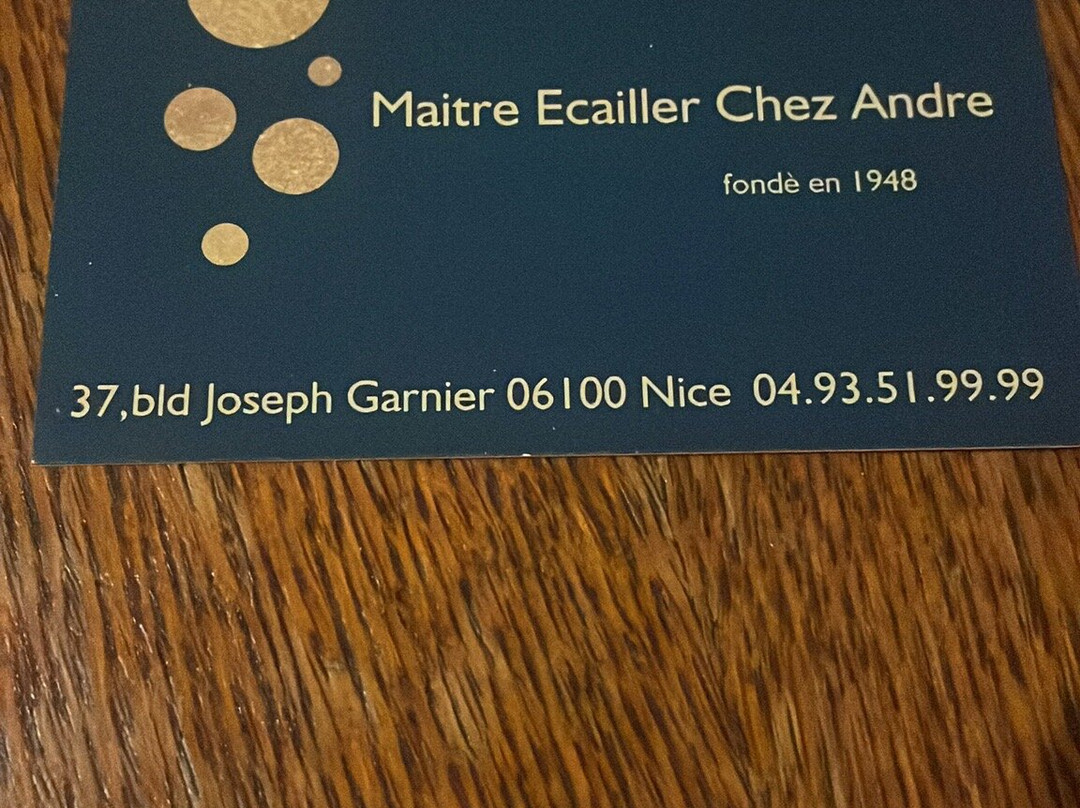 Maitre Ecailler Chez Andre
fondè en 1948
37,bld Joseph Garnier 06100 Nice 04.93.51.99.99